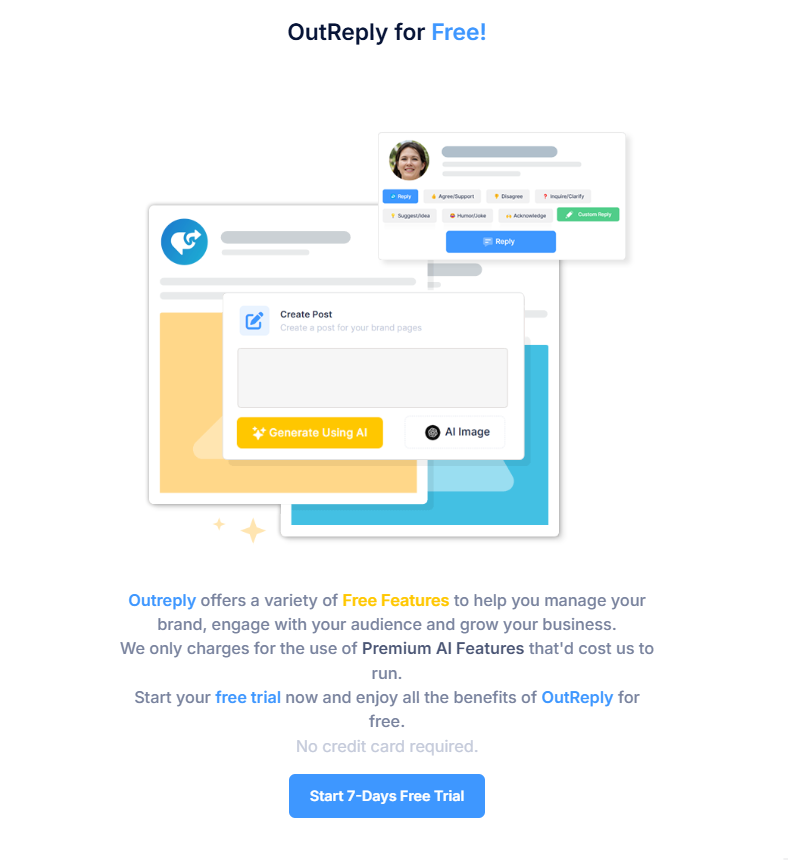 OutReply for Free!
Reply
Agree/Support
Disagree
Inquire/Clarify
Suggest/Idea
Humor/Joke
Acknowledge
Custom Reply
Reply
Create Post
Create a post for your brand pages
Generate Using AI
AI Image
Outreply offers a variety of Free Features to help you manage your
brand, engage with your audience and grow your business.
We only charges for the use of Premium AI Features that'd cost us to
run.
Start your free trial now and enjoy all the benefits of OutReply for
free.
No credit card required.
Start 7-Days Free Trial